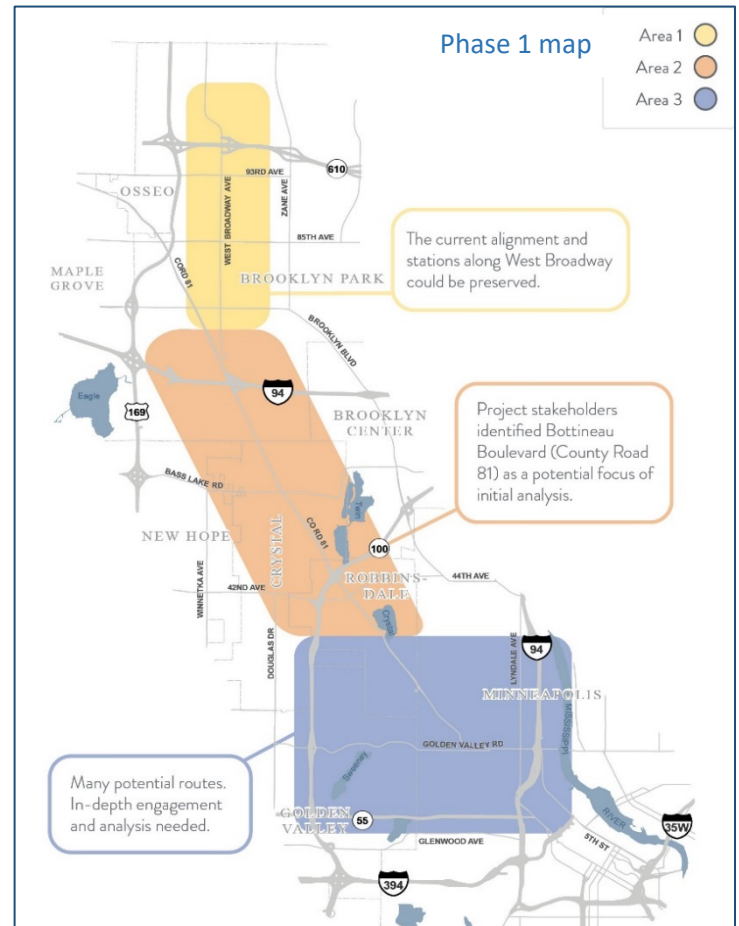 Phase 1 map
Area 1
Area 2
Area 3
610
93RD AVE
OSSEO
WEST BROADWAY AVE
ZANE AVE
85TH AVE
The current alignment and
stations along West Broadway
could be preserved.
MAPLE
GROVE
CORD 81
BROOKLYN PARK
BROOKLYN BLVD
Eagle
94
169
BROOKLYN
CENTER
Project stakeholders
identified Bottineau
Boulevard (County Road
81) as a potential focus of
initial analysis.
BASS LAKE RD
Twin
NEW HOPE
CRYSTAL
CORD 81
100
WINNETKA AVE
42ND AVE
ROBBINS-
DALE
44TH AVE
DOUGLAS DR
Crystal
LYNDALE AVE
94
MINNEAPOLIS
MISSISSIPPI
GOLDEN VALLEY RD
Sweeney
Many potential routes.
In-depth engagement
and analysis needed.
GOLDEN
VALLEY
55
GLENWOOD AVE
RIVER
35W
5TH ST
394